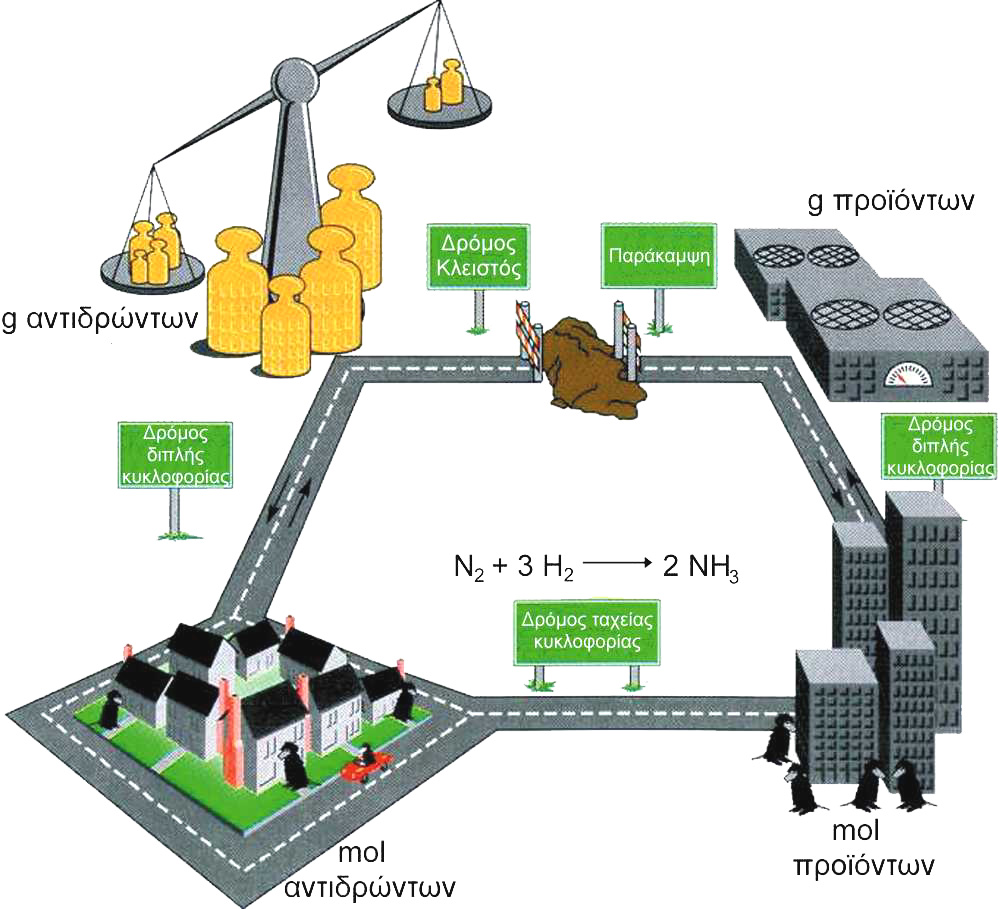 g προϊόντων
Δρόμος
Κλειστός
Παράκαμψη
g αντιδρώντων
Δρόμος
διπλής
κυκλοφορίας
Δρόμος
διπλής
κυκλοφορίας
N₂ + 3 H₂ ⟶ 2 NH₃
Δρόμος ταχείας
κυκλοφορίας
mol
προϊόντων
mol
αντιδρώντων